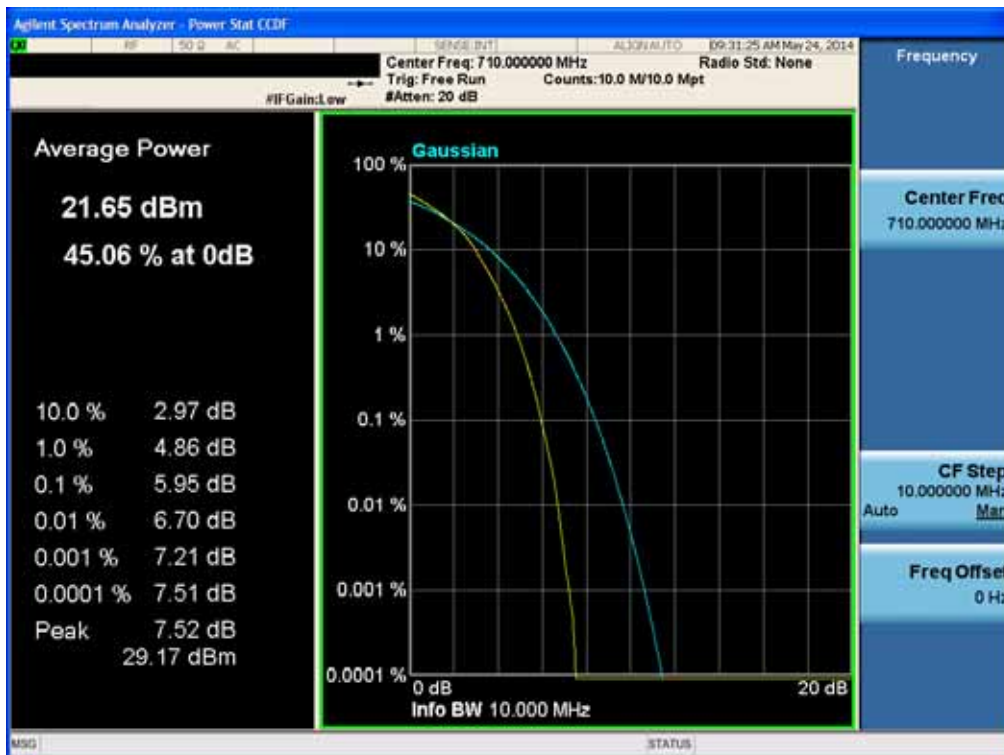 Agilent Spectrum Analyzer - Power Stat CCDF
RF 50 Ω AC SENSE:INT ALIGN AUTO 09:31:25 AM May 24, 2014
Center Freq: 710.000000 MHz Radio Std: None
Trig: Free Run Counts:10.0 M/10.0 Mpt
#IFGain:Low #Atten: 20 dB
Frequency
Average Power
21.65 dBm
45.06 % at 0dB
10.0 % 2.97 dB
1.0 % 4.86 dB
0.1 % 5.95 dB
0.01 % 6.70 dB
0.001 % 7.21 dB
0.0001 % 7.51 dB
Peak 7.52 dB
29.17 dBm
Gaussian
100 %
10 %
1 %
0.1 %
0.01 %
0.001 %
0.0001 %
0 dB 20 dB
Info BW 10.000 MHz
Center Freq
710.000000 MHz
CF Step
10.000000 MHz
Auto Man
Freq Offset
0 Hz
MSG STATUS